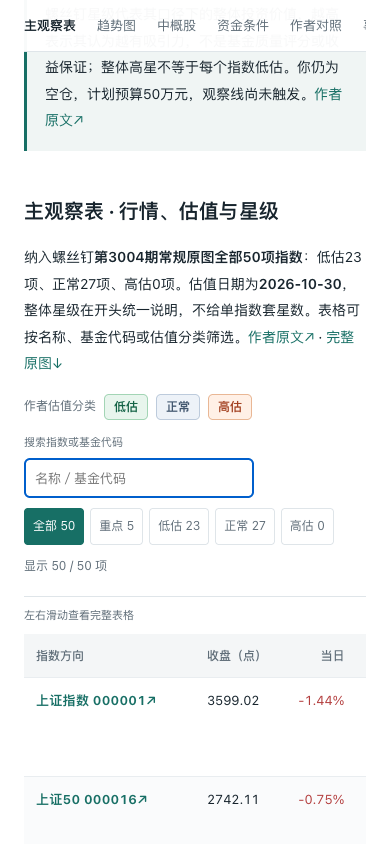 主观察表 趋势图 中概股 资金条件 作者对照
益保证；整体高星不等于每个指数低估。你仍为
空仓，计划预算50万元，观察线尚未触发。作者
原文↗
主观察表 · 行情、估值与星级
纳入螺丝钉第3004期常规原图全部50项指数：低估23
项、正常27项、高估0项。估值日期为2026-10-30，
整体星级在开头统一说明，不给单指数套星数。表格可
按名称、基金代码或估值分类筛选。作者原文↗ · 完整
原图↓
作者估值分类 低估 正常 高估
搜索指数或基金代码
名称 / 基金代码
全部 50 重点 5 低估 23 正常 27 高估 0
显示 50 / 50 项
左右滑动查看完整表格
指数方向 收盘（点） 当日
上证指数 000001↗ 3599.02 -1.44%
上证50 000016↗ 2742.11 -0.75%